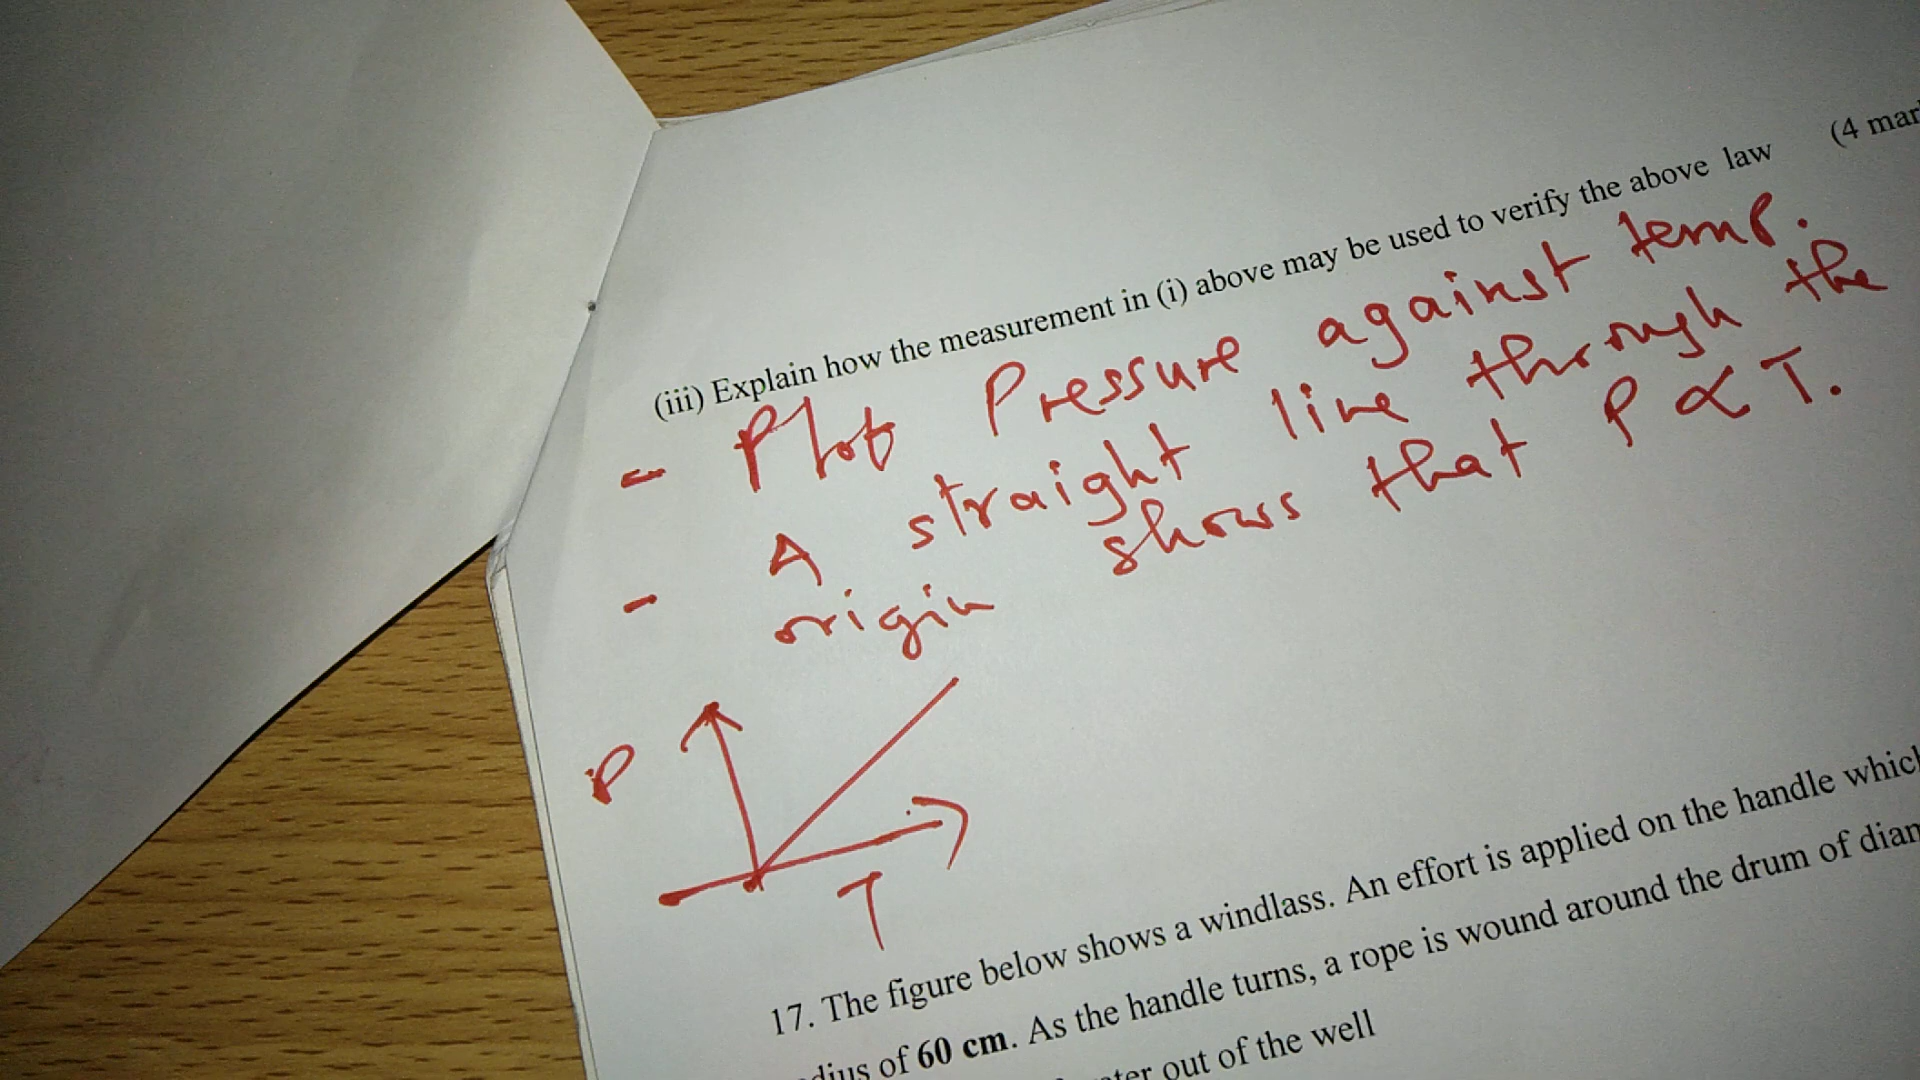 (4 mar
(iii) Explain how the measurement in (i) above may be used to verify the above law
- Plot Pressure against temp.
- A straight line through the
origin shows that P ∝ T.
P
T
17. The figure below shows a windlass. An effort is applied on the handle which
dius of 60 cm. As the handle turns, a rope is wound around the drum of diam
ter out of the well